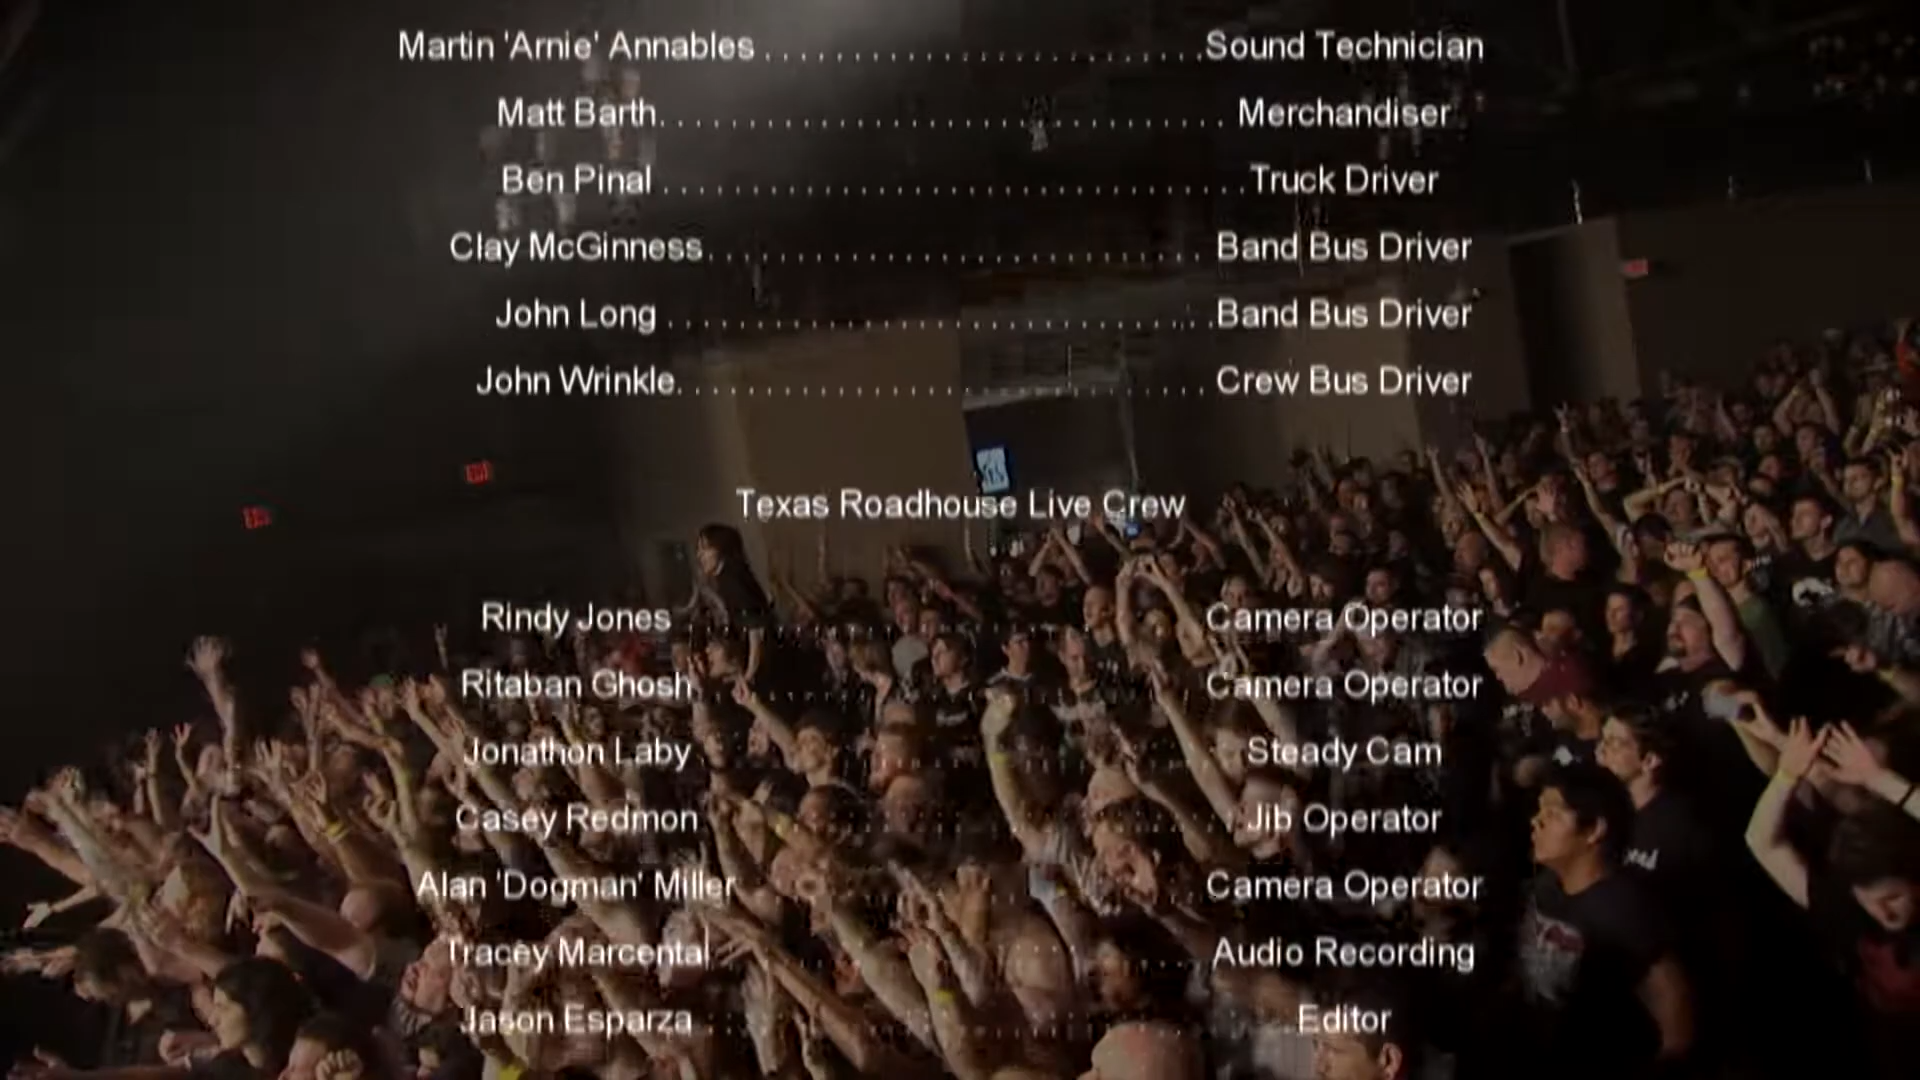 Martin 'Arnie' Annables . . . . . . . . . . . . . . . . . . . . . . . . .Sound Technician
Matt Barth. . . . . . . . . . . . . . . . . . . . . . . . . . . . . . . . Merchandiser
Ben Pinal . . . . . . . . . . . . . . . . . . . . . . . . . . . . . . . . .Truck Driver
Clay McGinness. . . . . . . . . . . . . . . . . . . . . . . . . . . . Band Bus Driver
John Long . . . . . . . . . . . . . . . . . . . . . . . . . . . . . . .Band Bus Driver
John Wrinkle. . . . . . . . . . . . . . . . . . . . . . . . . . . . . . Crew Bus Driver
Texas Roadhouse Live Crew
Rindy Jones . . . . . . . . . . . . . . . . . . . . . . . . . . . . . . Camera Operator
Ritaban Ghosh. . . . . . . . . . . . . . . . . . . . . . . . . . . . . Camera Operator
Jonathon Laby . . . . . . . . . . . . . . . . . . . . . . . . . . . . . . . Steady Cam
Casey Redmon . . . . . . . . . . . . . . . . . . . . . . . . . . . . . . Jib Operator
Alan 'Dogman' Miller . . . . . . . . . . . . . . . . . . . . . . . . . . Camera Operator
Tracey Marcental . . . . . . . . . . . . . . . . . . . . . . . . . . . Audio Recording
Jason Esparza . . . . . . . . . . . . . . . . . . . . . . . . . . . . . . . . . Editor